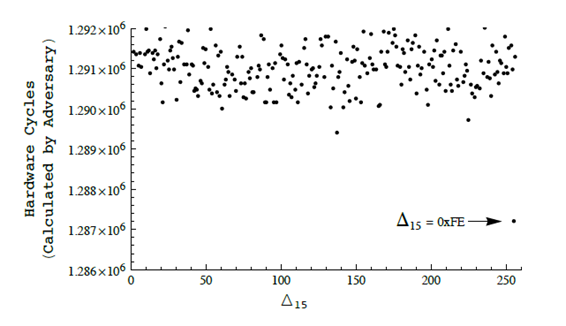 Hardware Cycles
(Calculated by Adversary)
1.292×10⁶
1.291×10⁶
1.290×10⁶
1.289×10⁶
1.288×10⁶
1.287×10⁶
1.286×10⁶
Δ₁₅ = 0xFE
0 50 100 150 200 250
Δ₁₅